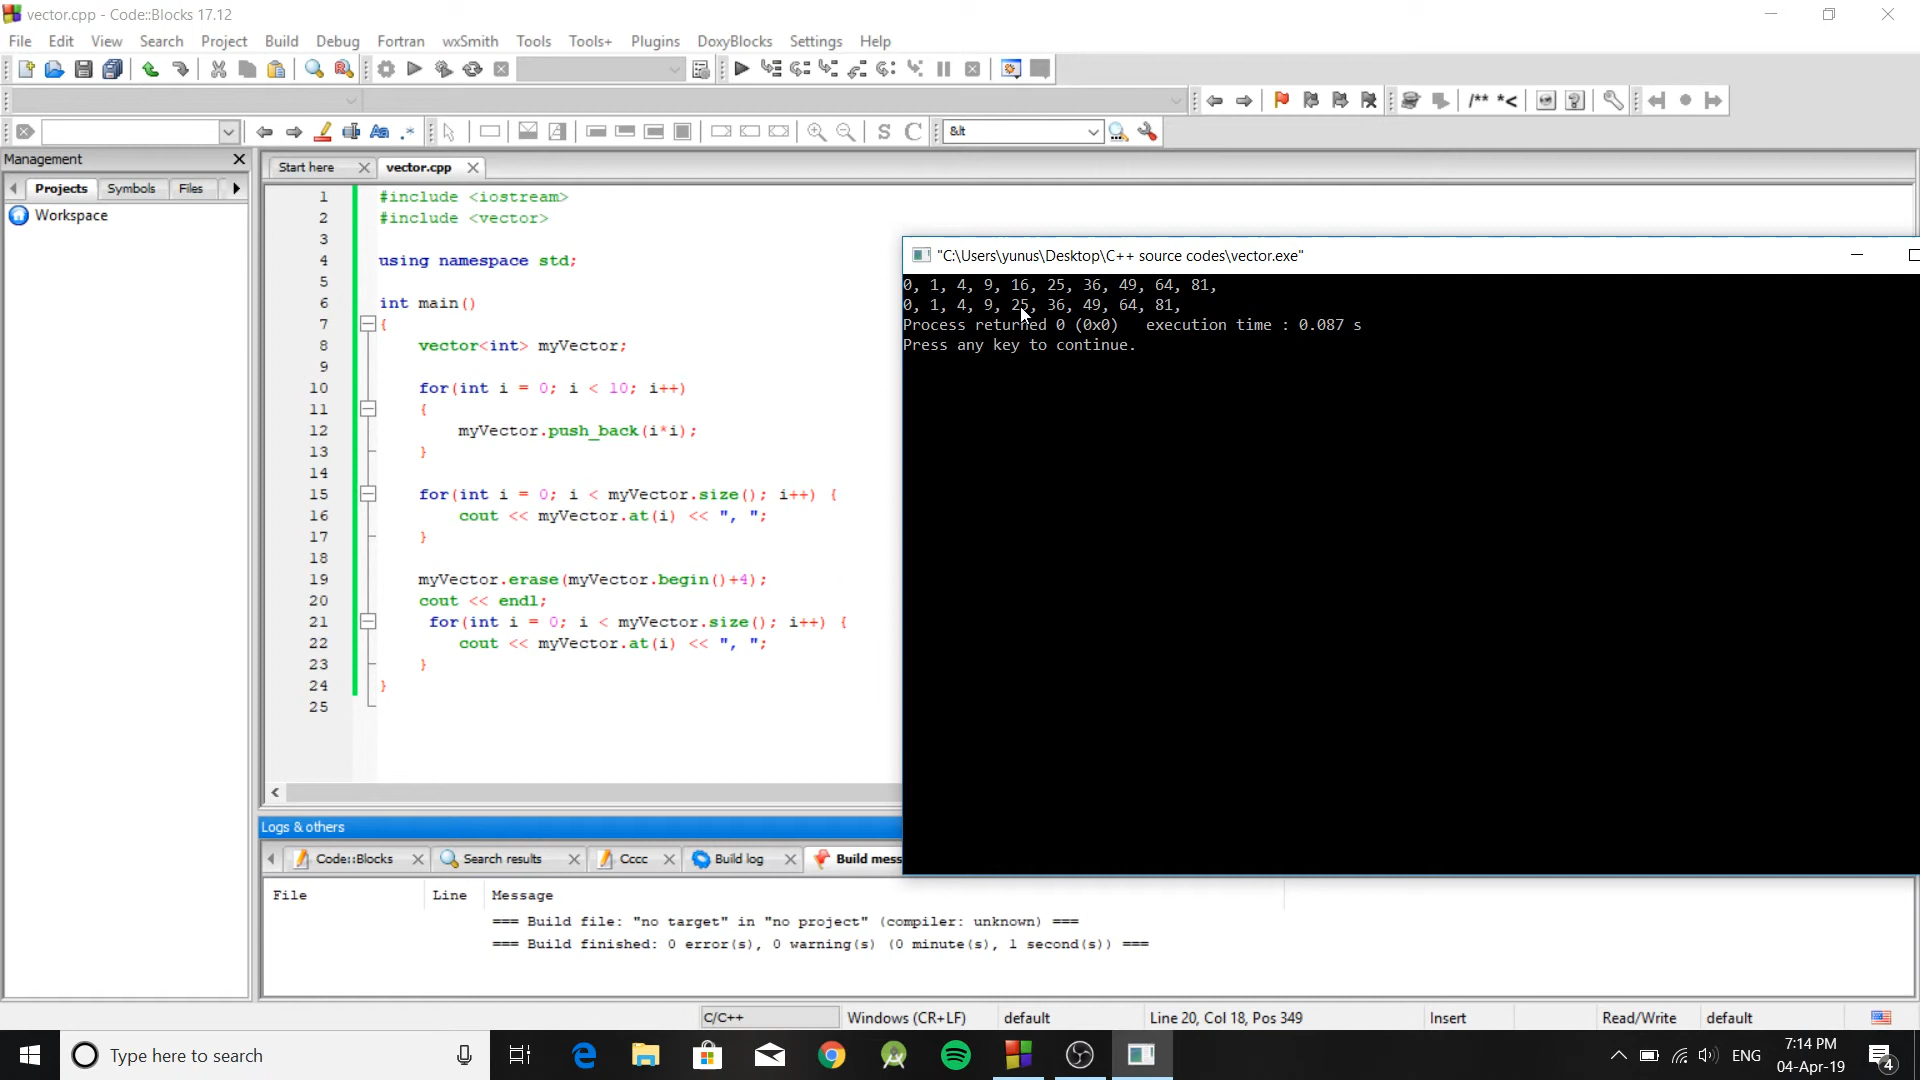 vector.cpp - Code::Blocks 17.12
File Edit View Search Project Build Debug Fortran wxSmith Tools Tools+ Plugins DoxyBlocks Settings Help
/** *<
&lt
Management
Start here vector.cpp
Projects Symbols Files
Workspace
1 #include <iostream>
2 #include <vector>
3
4 using namespace std;
5
6 int main()
7 {
8 vector<int> myVector;
9
10 for(int i = 0; i < 10; i++)
11 {
12 myVector.push_back(i*i);
13 }
14
15 for(int i = 0; i < myVector.size(); i++) {
16 cout << myVector.at(i) << ", ";
17 }
18
19 myVector.erase(myVector.begin()+4);
20 cout << endl;
21 for(int i = 0; i < myVector.size(); i++) {
22 cout << myVector.at(i) << ", ";
23 }
24 }
25
"C:\Users\yunus\Desktop\C++ source codes\vector.exe"
0, 1, 4, 9, 16, 25, 36, 49, 64, 81,
0, 1, 4, 9, 25, 36, 49, 64, 81,
Process returned 0 (0x0) execution time : 0.087 s
Press any key to continue.
Logs & others
Code::Blocks Search results Cccc Build log Build mess
File Line Message
=== Build file: "no target" in "no project" (compiler: unknown) ===
=== Build finished: 0 error(s), 0 warning(s) (0 minute(s), 1 second(s)) ===
C/C++ Windows (CR+LF) default Line 20, Col 18, Pos 349 Insert Read/Write default
Type here to search
ENG
7:14 PM
04-Apr-19
4